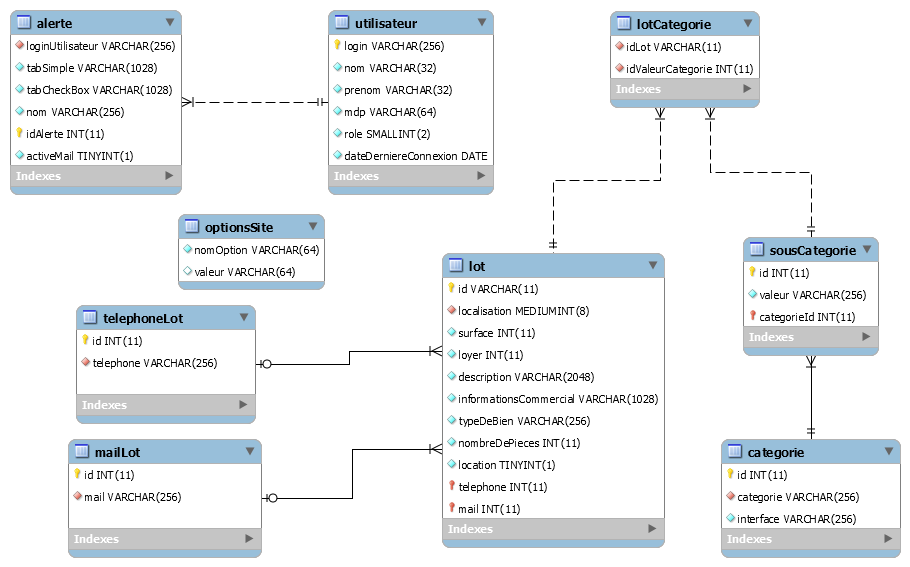 alerte
loginUtilisateur VARCHAR(256)
tabSimple VARCHAR(1028)
tabCheckBox VARCHAR(1028)
nom VARCHAR(256)
idAlerte INT(11)
activeMail TINYINT(1)
Indexes
utilisateur
login VARCHAR(256)
nom VARCHAR(32)
prenom VARCHAR(32)
mdp VARCHAR(64)
role SMALLINT(2)
dateDerniereConnexion DATE
Indexes
lotCategorie
idLot VARCHAR(11)
idValeurCategorie INT(11)
Indexes
optionsSite
nomOption VARCHAR(64)
valeur VARCHAR(64)
telephoneLot
id INT(11)
telephone VARCHAR(256)
Indexes
mailLot
id INT(11)
mail VARCHAR(256)
Indexes
lot
id VARCHAR(11)
localisation MEDIUMINT(8)
surface INT(11)
loyer INT(11)
description VARCHAR(2048)
informationsCommercial VARCHAR(1028)
typeDeBien VARCHAR(256)
nombreDePieces INT(11)
location TINYINT(1)
telephone INT(11)
mail INT(11)
Indexes
sousCategorie
id INT(11)
valeur VARCHAR(256)
categorieId INT(11)
Indexes
categorie
id INT(11)
categorie VARCHAR(256)
interface VARCHAR(256)
Indexes